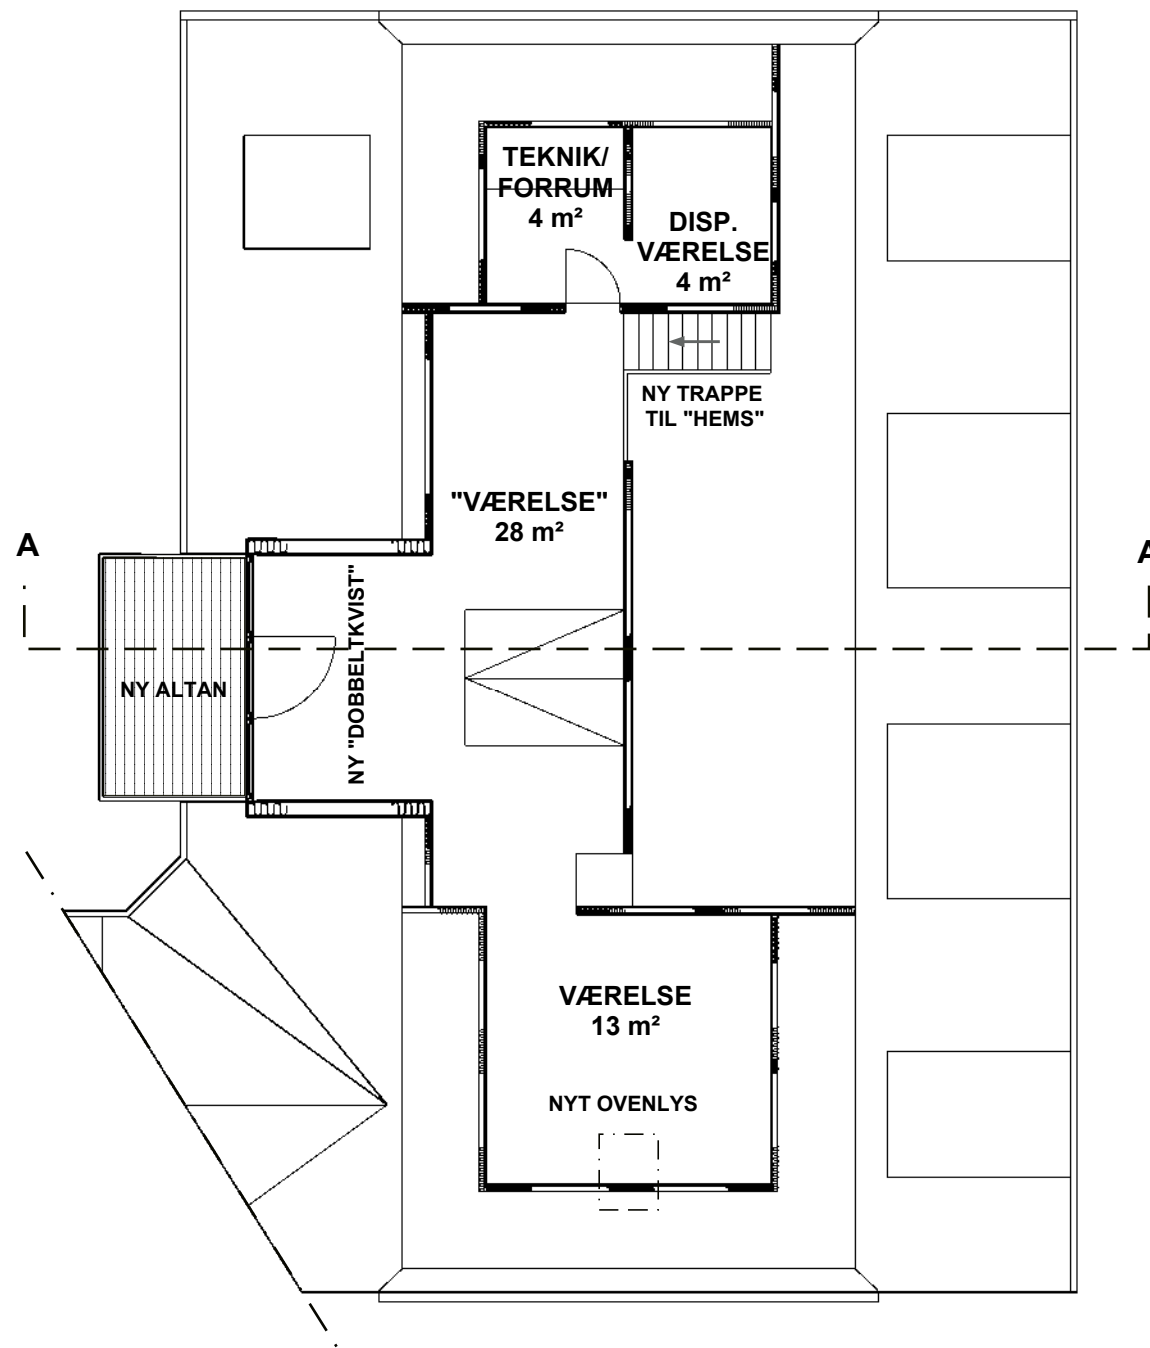 TEKNIK/
FORRUM
4 m²
DISP.
VÆRELSE
4 m²
NY TRAPPE
TIL "HEMS"
"VÆRELSE"
28 m²
A
A
NY "DOBBELTKVIST"
NY ALTAN
VÆRELSE
13 m²
NYT OVENLYS